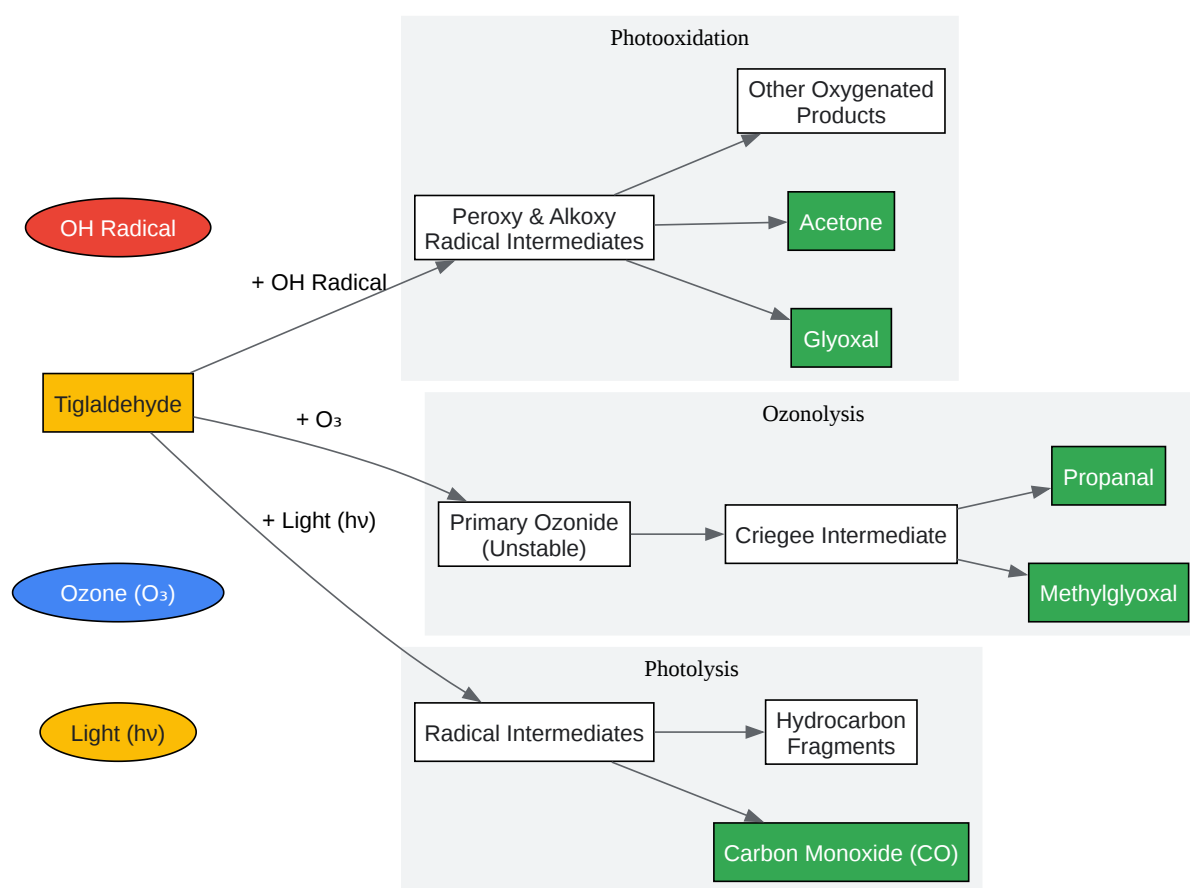 Photooxidation
Other Oxygenated
Products
OH Radical
Peroxy & Alkoxy
Radical Intermediates
Acetone
+ OH Radical
Glyoxal
Tiglaldehyde
+ O₃
Ozonolysis
Propanal
+ Light (hν)
Primary Ozonide
(Unstable)
Criegee Intermediate
Ozone (O₃)
Methylglyoxal
Photolysis
Light (hν)
Radical Intermediates
Hydrocarbon
Fragments
Carbon Monoxide (CO)